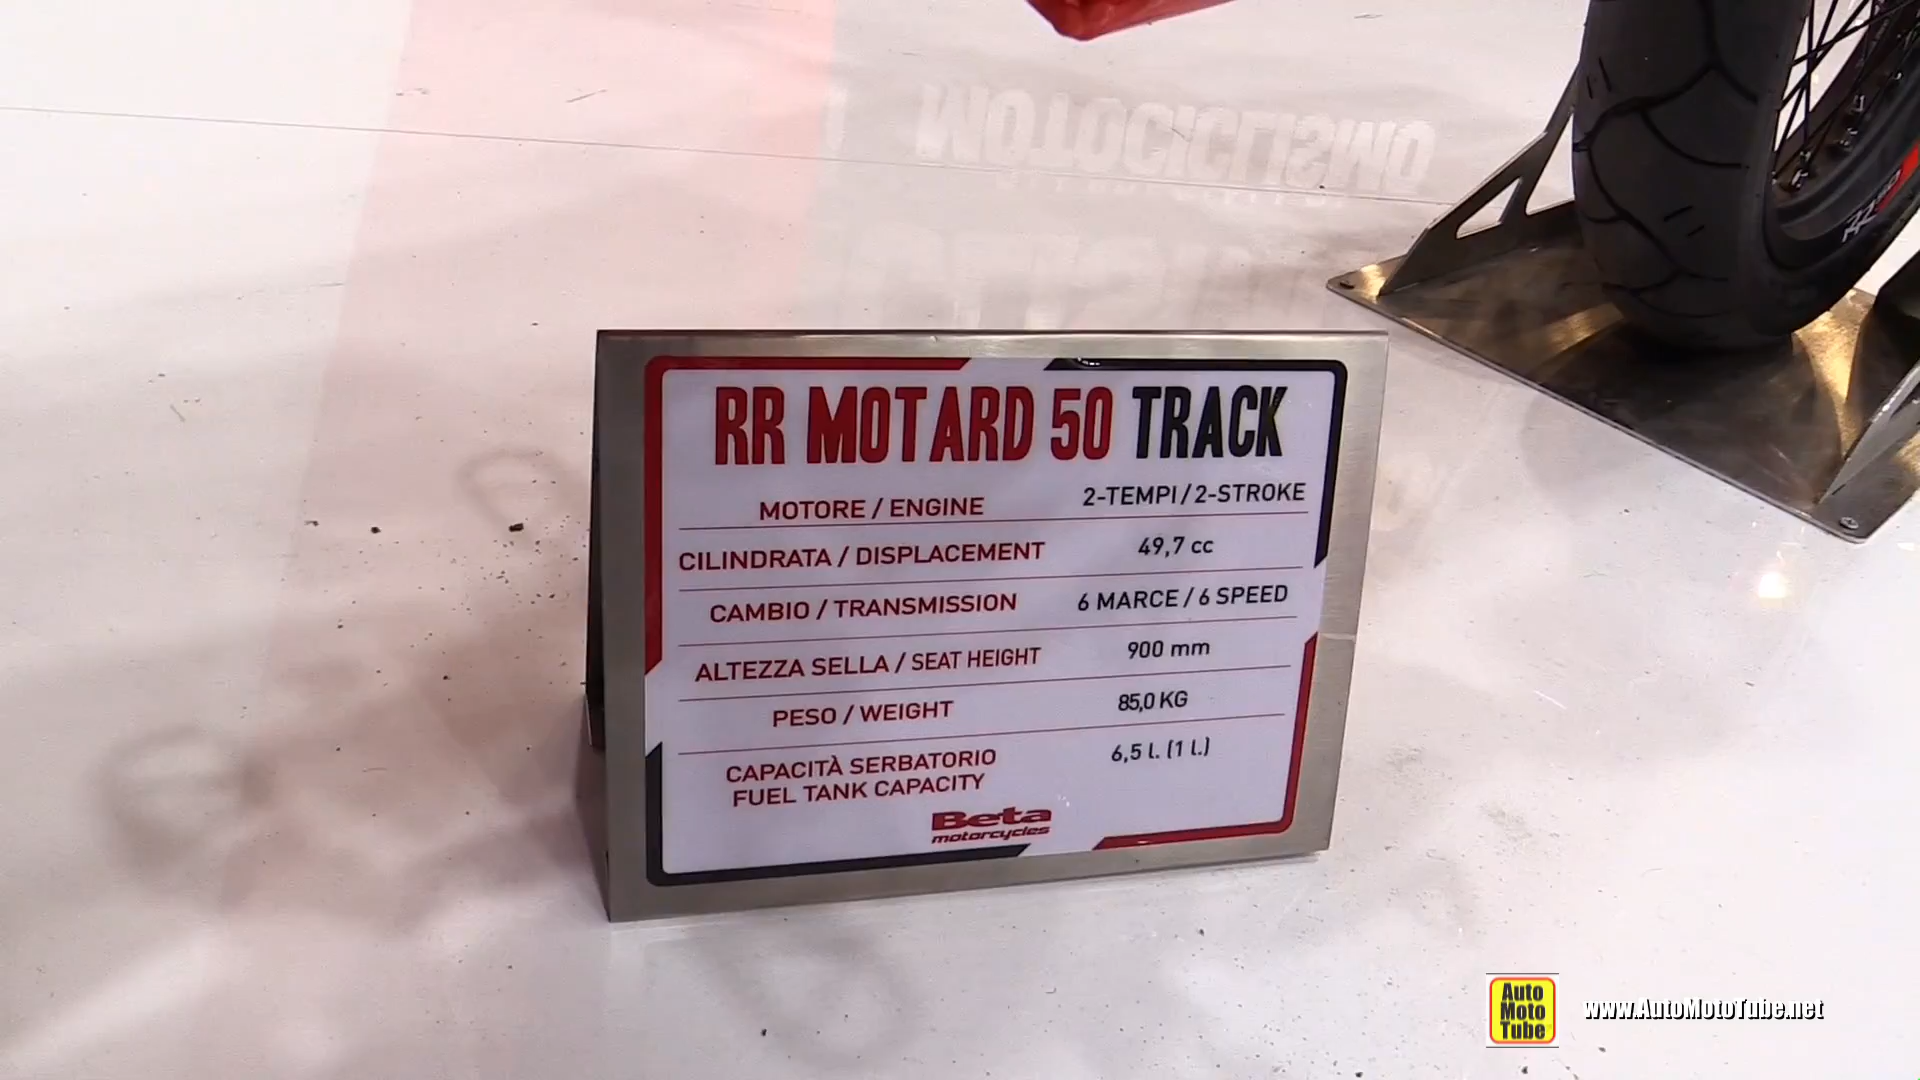 MOTOCICLISMO
RR MOTARD 50 TRACK
MOTORE / ENGINE 2-TEMPI / 2-STROKE
CILINDRATA / DISPLACEMENT 49,7 cc
CAMBIO / TRANSMISSION 6 MARCE / 6 SPEED
ALTEZZA SELLA / SEAT HEIGHT 900 mm
PESO / WEIGHT 85,0 KG
CAPACITÀ SERBATORIO 6,5 l. (1 l.)
FUEL TANK CAPACITY
Beta
motorcycles
Auto
Moto
Tube
www.AutoMotoTube.net